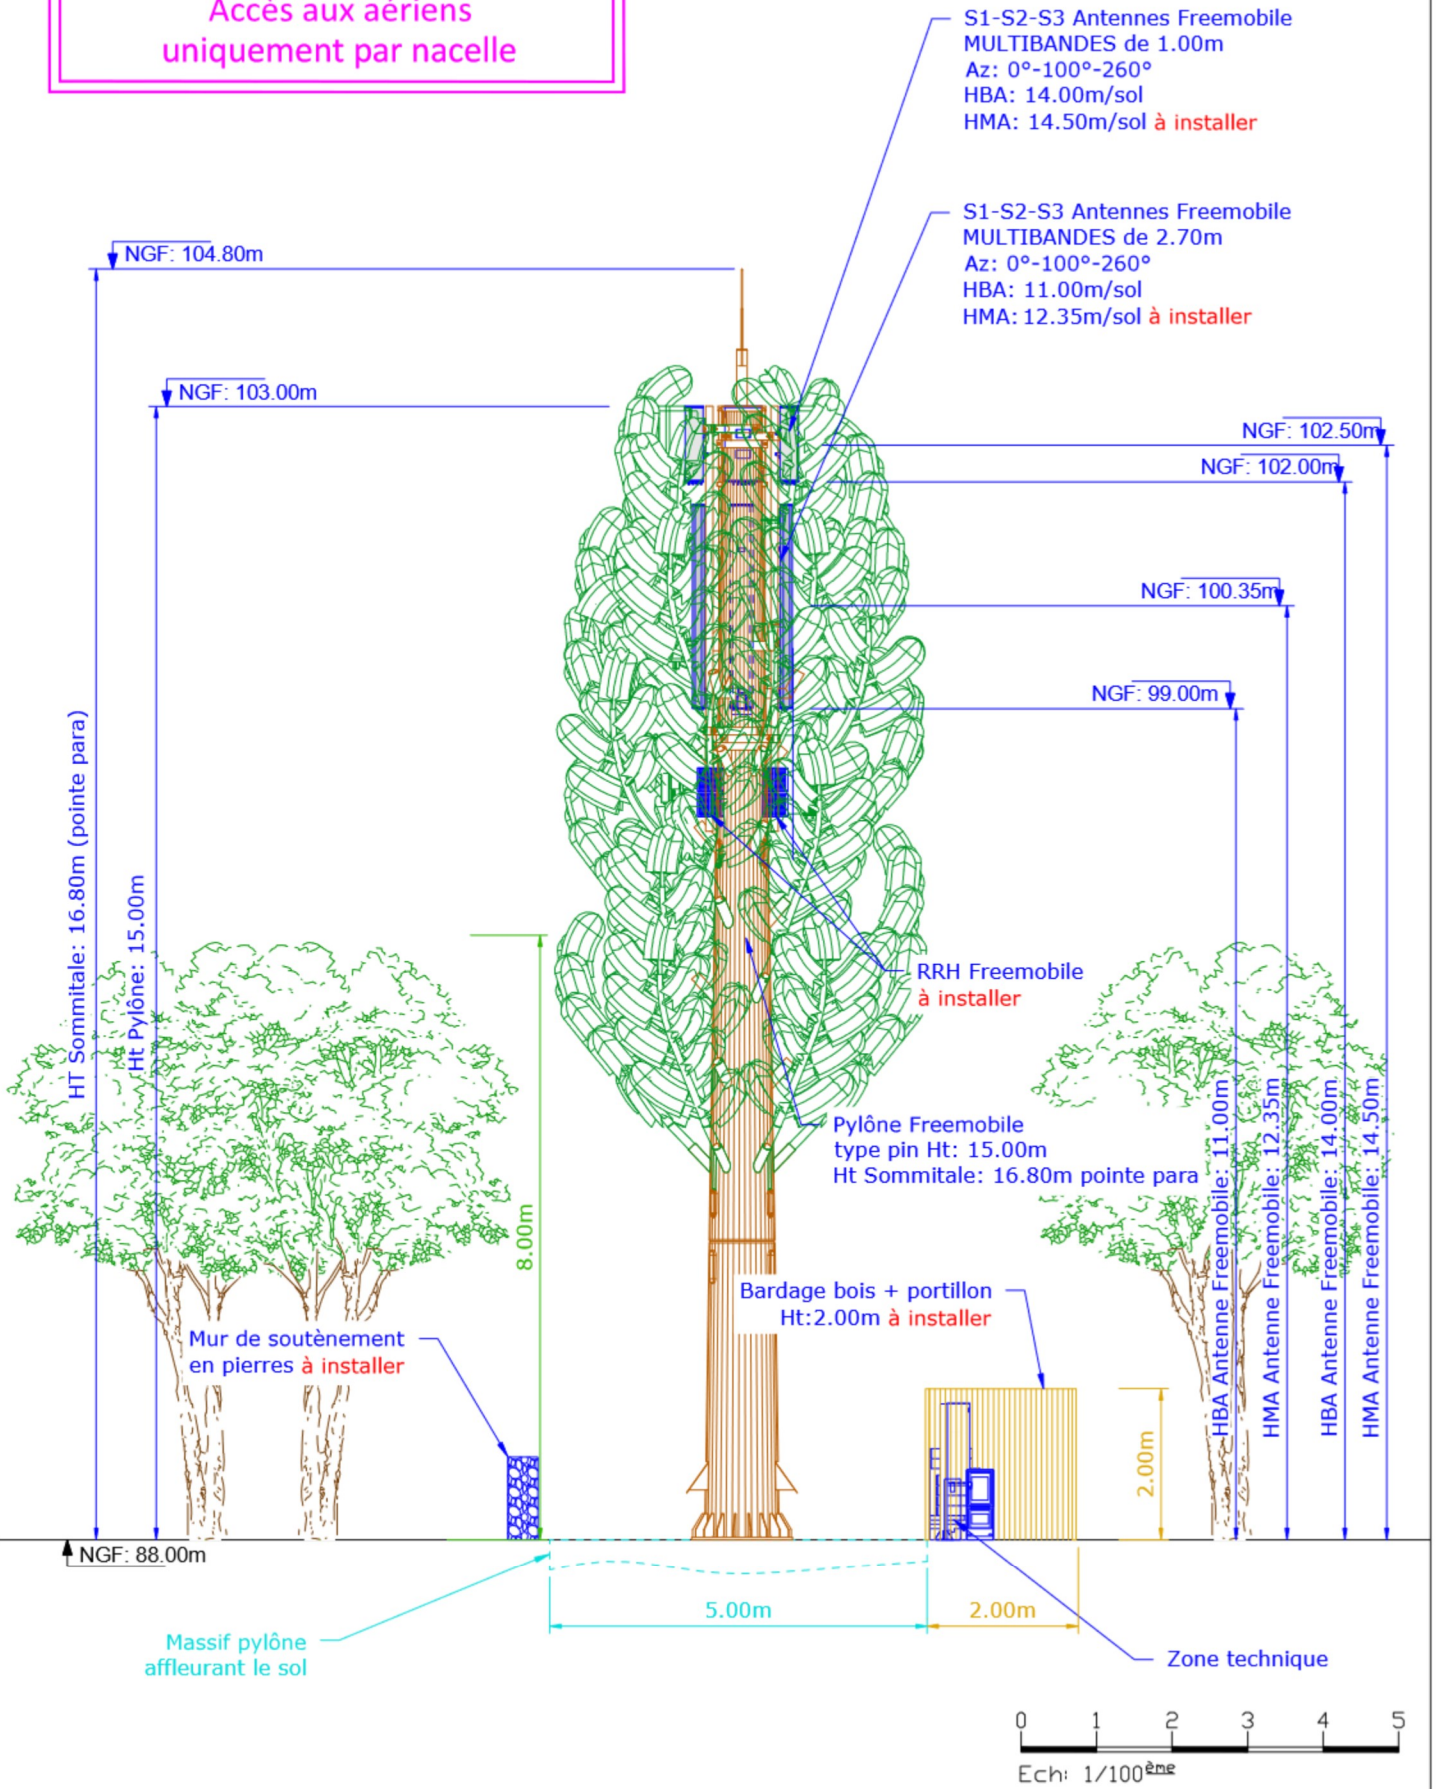 Accès aux aériens
uniquement par nacelle
S1-S2-S3 Antennes Freemobile
MULTIBANDES de 1.00m
Az: 0°-100°-260°
HBA: 14.00m/sol
HMA: 14.50m/sol à installer
S1-S2-S3 Antennes Freemobile
MULTIBANDES de 2.70m
Az: 0°-100°-260°
HBA: 11.00m/sol
HMA: 12.35m/sol à installer
NGF: 104.80m
NGF: 103.00m
NGF: 102.50m
NGF: 102.00m
NGF: 100.35m
NGF: 99.00m
HT Sommitale: 16.80m (pointe para)
Ht Pylône: 15.00m
RRH Freemobile
à installer
Pylône Freemobile
type pin Ht: 15.00m
Ht Sommitale: 16.80m pointe para
HBA Antenne Freemobile: 11.00m
HMA Antenne Freemobile: 12.35m
HBA Antenne Freemobile: 14.00m
HMA Antenne Freemobile: 14.50m
8.00m
Bardage bois + portillon
Ht:2.00m à installer
Mur de soutènement
en pierres à installer
2.00m
NGF: 88.00m
5.00m
2.00m
Massif pylône
affleurant le sol
Zone technique
0 1 2 3 4 5
Ech: 1/100ème